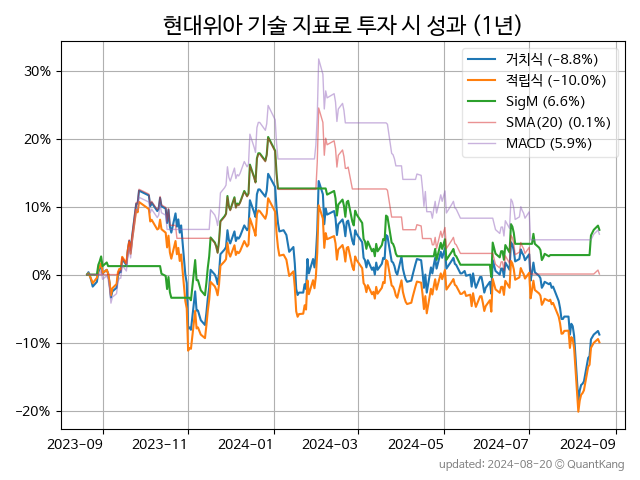 현대위아 기술 지표로 투자 시 성과 (1년)
거치식 (−8.8%)
적립식 (−10.0%)
SigM (6.6%)
SMA(20) (0.1%)
MACD (5.9%)
30%
20%
10%
0%
−10%
−20%
2023-09 2023-11 2024-01 2024-03 2024-05 2024-07 2024-09
updated: 2024-08-20 ⓒ QuantKang